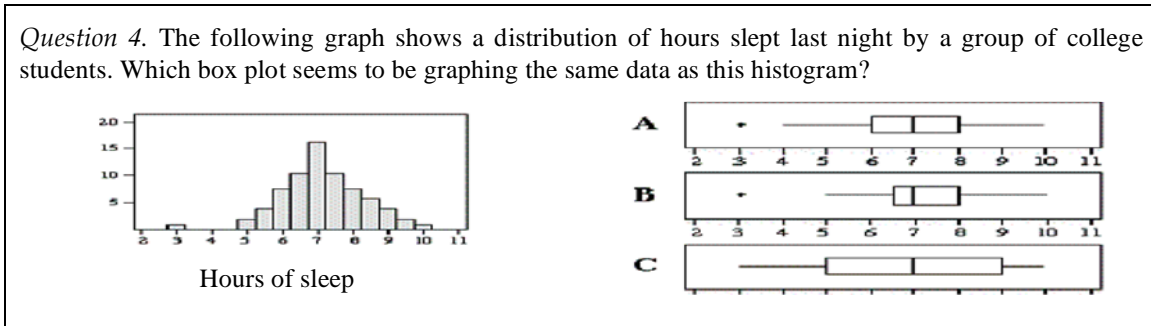 Question 4. The following graph shows a distribution of hours slept last night by a group of college
students. Which box plot seems to be graphing the same data as this histogram?
20
15
10
5
2 3 4 5 6 7 8 9 10 11
Hours of sleep
A
2 3 4 5 6 7 8 9 10 11
B
2 3 4 5 6 7 8 9 10 11
C